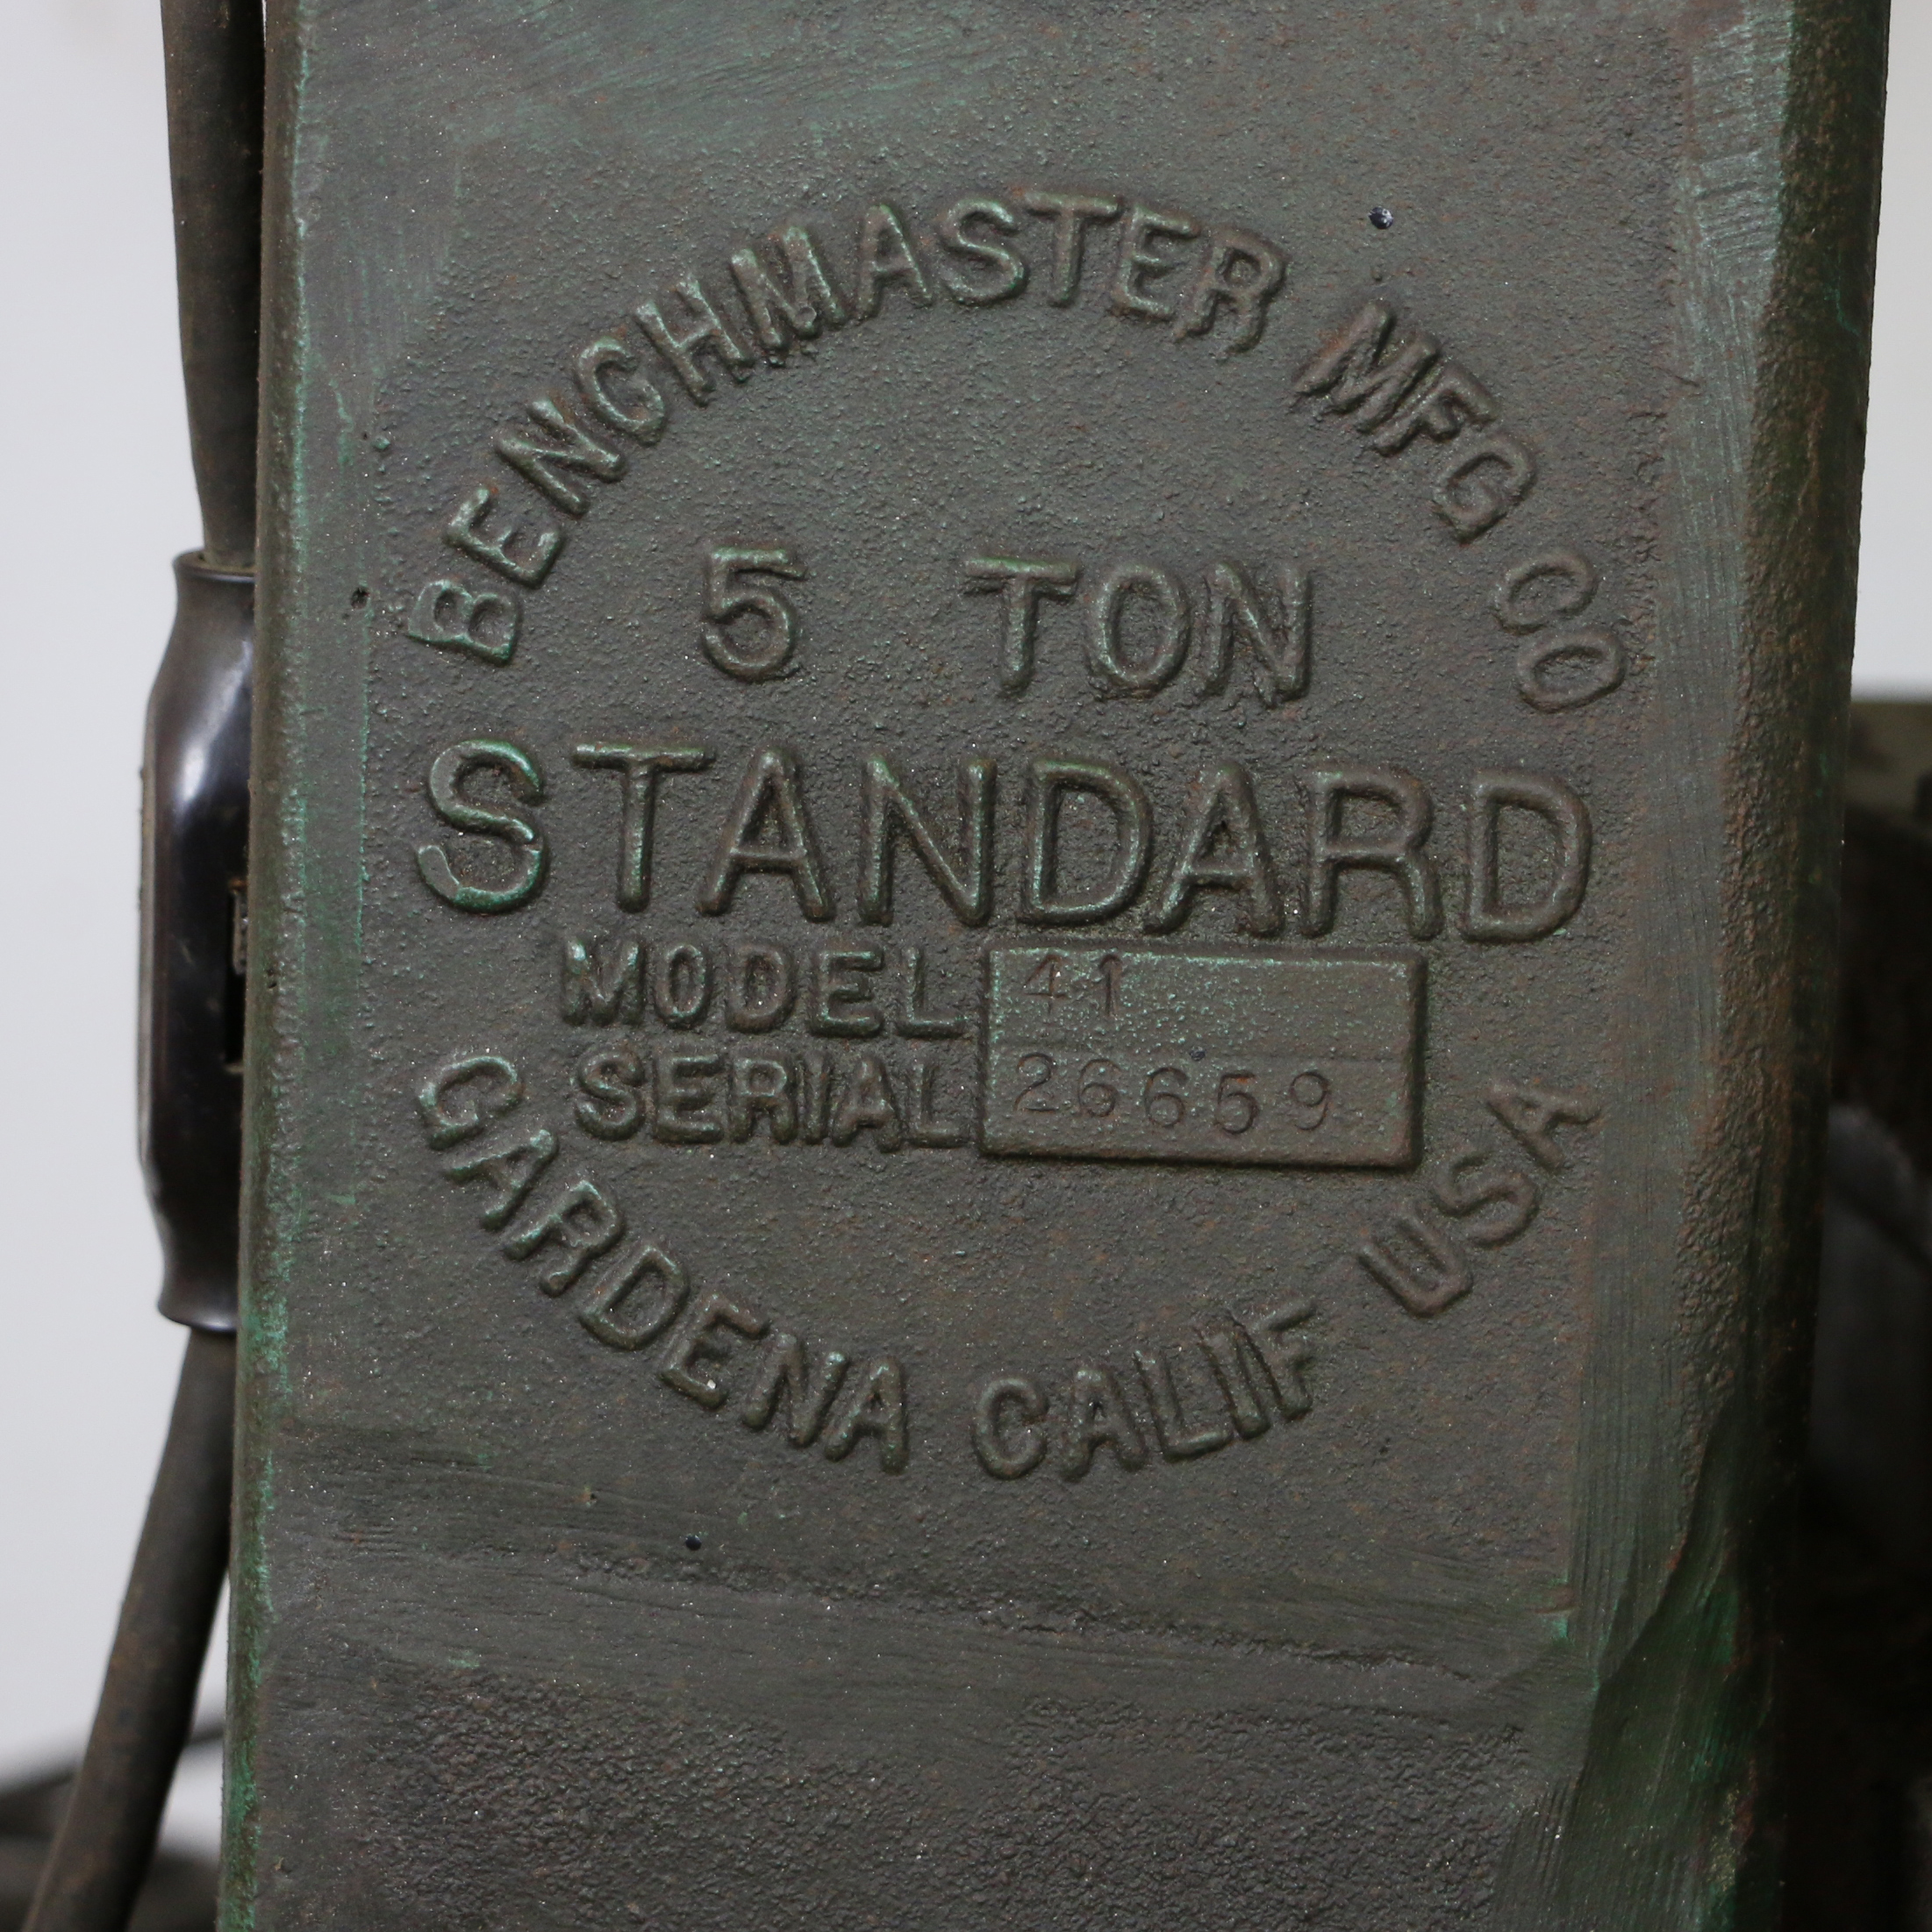 BENCHMASTER MFG CO
5 TON
STANDARD
MODEL 41
SERIAL 26659
GARDENA CALIF USA